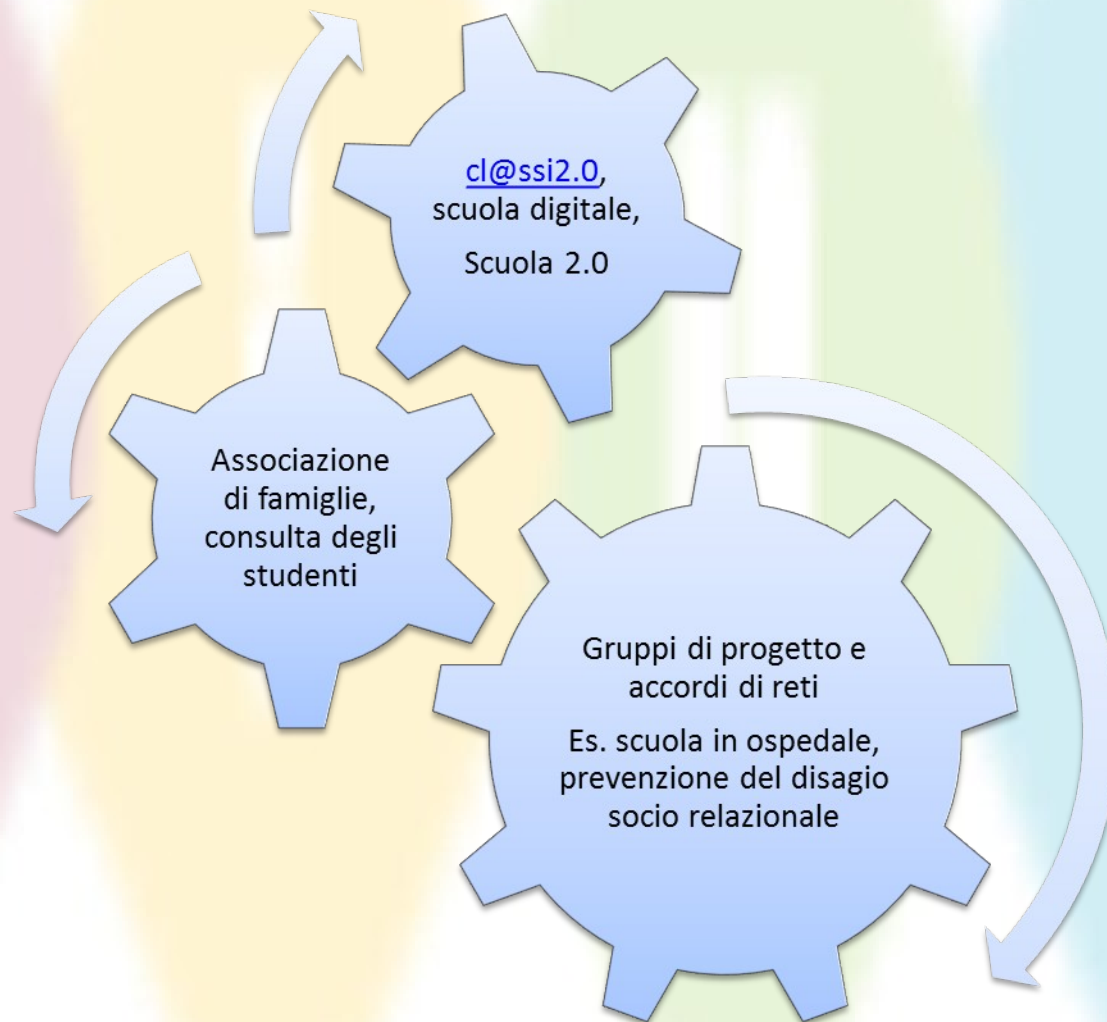 cl@ssi2.0,
scuola digitale,
Scuola 2.0
Associazione
di famiglie,
consulta degli
studenti
Gruppi di progetto e
accordi di reti
Es. scuola in ospedale,
prevenzione del disagio
socio relazionale